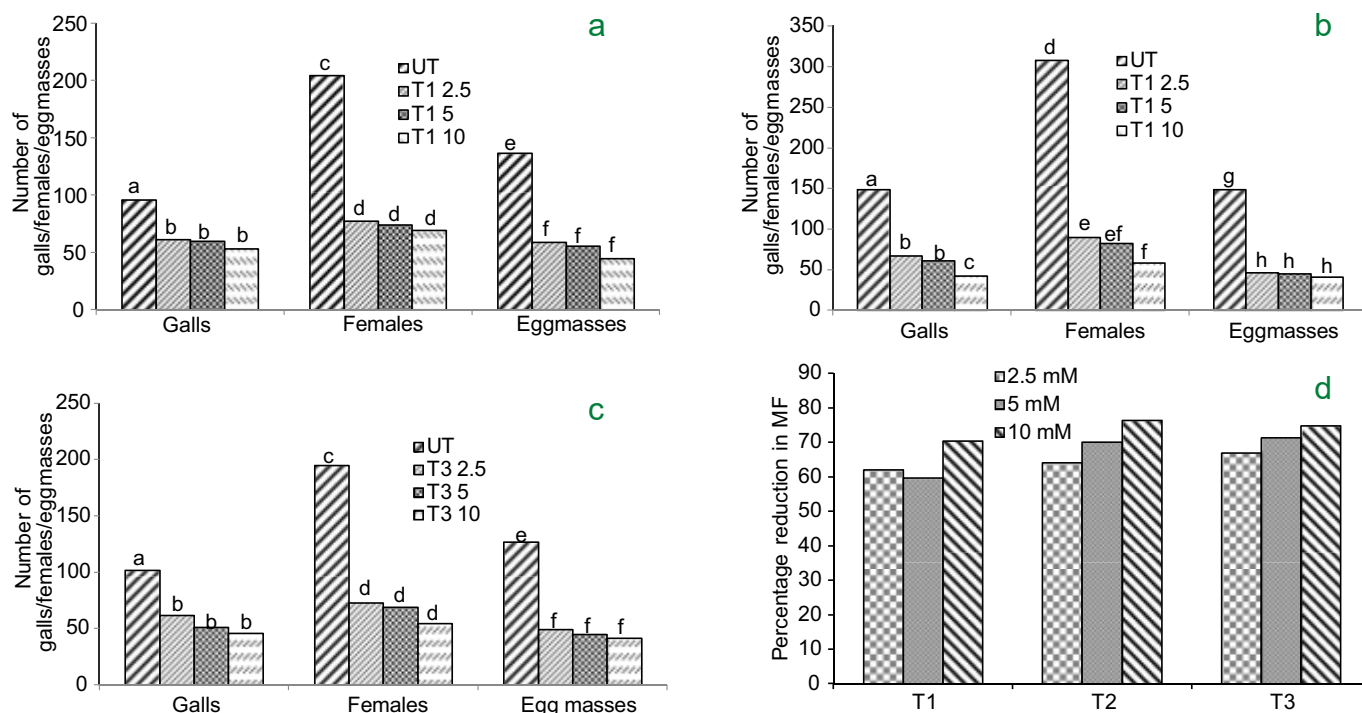 a
Number of
galls/females/eggmasses
250
200
150
100
50
0
UT
T1 2.5
T1 5
T1 10
a b b b c d d d e f f f
Galls Females Eggmasses
b
Number of
galls/females/eggmasses
350
300
250
200
150
100
50
0
UT
T1 2.5
T1 5
T1 10
a b b c d e ef f g h h h
Galls Females Eggmasses
c
Number of
galls/females/eggmasses
250
200
150
100
50
0
UT
T3 2.5
T3 5
T3 10
a b b b c d d d e f f f
Galls Females Egg masses
d
Percentage reduction in MF
90
80
70
60
50
40
30
20
10
0
2.5 mM
5 mM
10 mM
T1 T2 T3